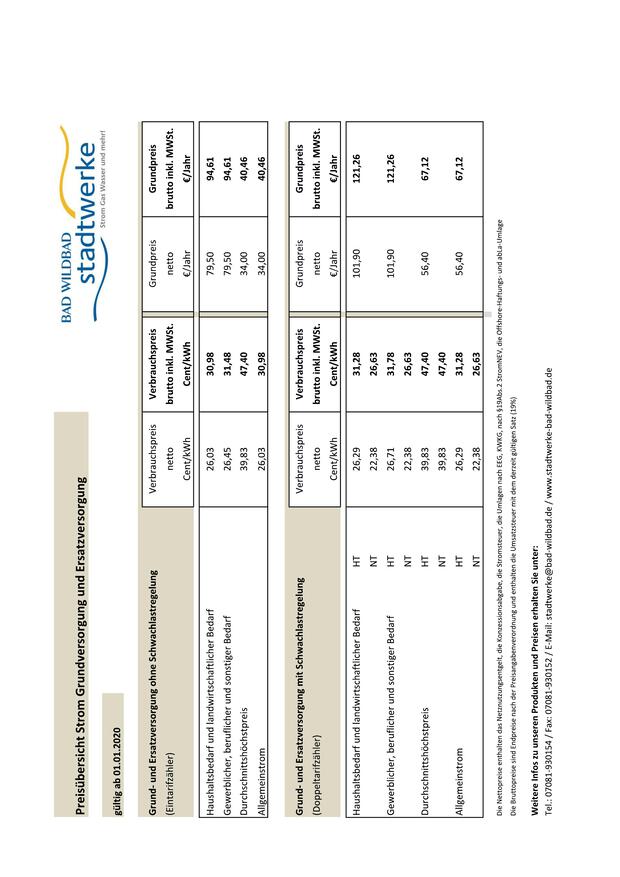 BAD WILDBAD
stadtwerke
Strom Gas Wasser und mehr!
Preisübersicht Strom Grundversorgung und Ersatzversorgung
gültig ab 01.01.2020
Grund- und Ersatzversorgung ohne Schwachlastregelung Verbrauchspreis Verbrauchspreis Grundpreis Grundpreis
(Eintarifzähler) netto brutto inkl. MWSt. netto brutto inkl. MWSt.
Cent/kWh Cent/kWh €/Jahr €/Jahr
Haushaltsbedarf und landwirtschaftlicher Bedarf 26,03 30,98 79,50 94,61
Gewerblicher, beruflicher und sonstiger Bedarf 26,45 31,48 79,50 94,61
Durchschnittshöchstpreis 39,83 47,40 34,00 40,46
Allgemeinstrom 26,03 30,98 34,00 40,46
Grund- und Ersatzversorgung mit Schwachlastregelung Verbrauchspreis Verbrauchspreis Grundpreis Grundpreis
(Doppeltarifzähler) netto brutto inkl. MWSt. netto brutto inkl. MWSt.
Cent/kWh Cent/kWh €/Jahr €/Jahr
Haushaltsbedarf und landwirtschaftlicher Bedarf HT 26,29 31,28 101,90 121,26
NT 22,38 26,63
Gewerblicher, beruflicher und sonstiger Bedarf HT 26,71 31,78 101,90 121,26
NT 22,38 26,63
Durchschnittshöchstpreis HT 39,83 47,40 56,40 67,12
NT 39,83 47,40
Allgemeinstrom HT 26,29 31,28 56,40 67,12
NT 22,38 26,63
Die Nettopreise enthalten das Netznutzungsentgelt, die Konzessionsabgabe, die Stromsteuer, die Umlagen nach EEG, KWKG, nach §19Abs.2 StromNEV, die Offshore-Haftungs- und abLa-Umlage
Die Bruttopreise sind Endpreise nach der Preisangabenverordnung und enthalten die Umsatzsteuer mit dem derzeit gültigen Satz (19%)
Weitere Infos zu unseren Produkten und Preisen erhalten Sie unter:
Tel.: 07081-930154 / Fax: 07081-930152 / E-Mail: stadtwerke@bad-wildbad.de / www.stadtwerke-bad-wildbad.de